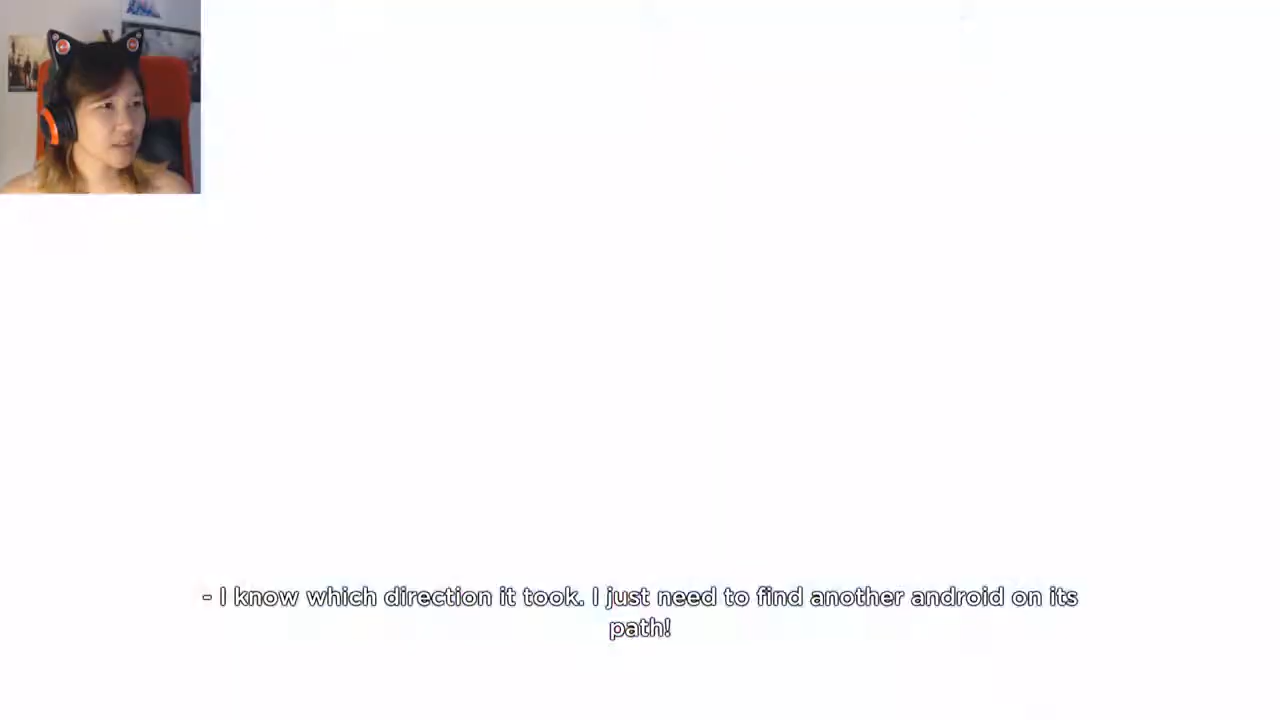 - I know which direction it took. I just need to find another android on its
path!